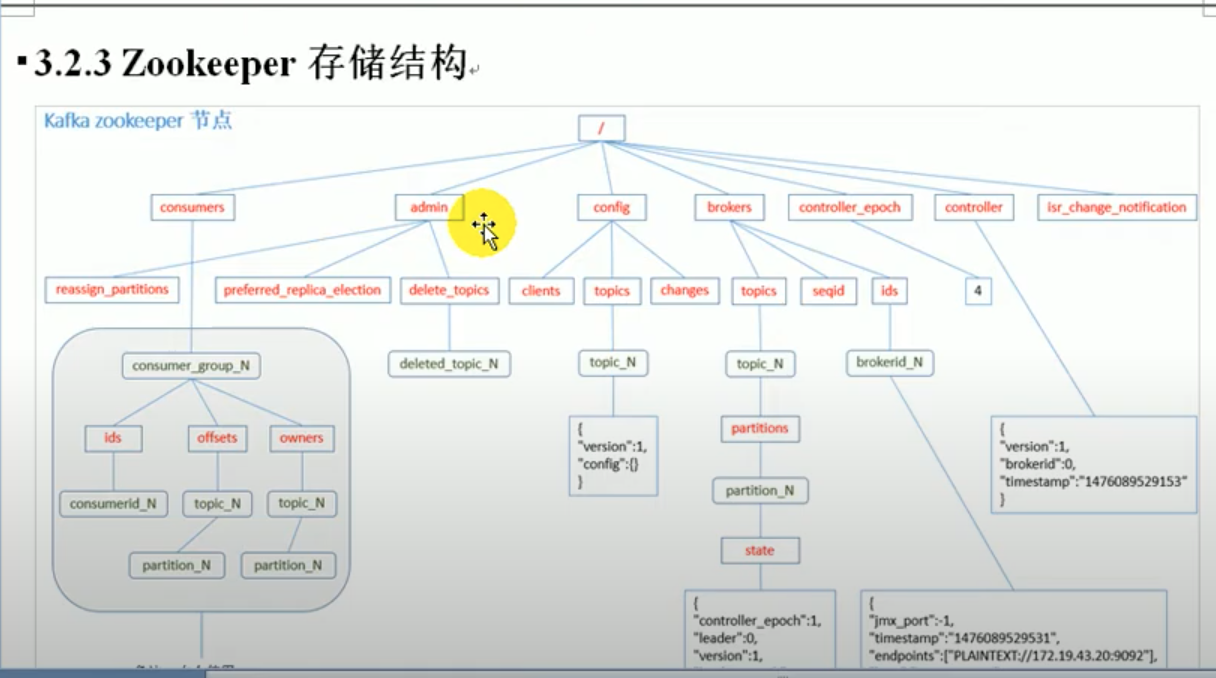 ▪3.2.3 Zookeeper 存储结构
Kafka zookeeper 节点
/
consumers
admin
config
brokers
controller_epoch
controller
isr_change_notification
reassign_partitions
preferred_replica_election
delete_topics
clients
topics
changes
topics
seqid
ids
4
consumer_group_N
deleted_topic_N
topic_N
topic_N
brokerid_N
ids
offsets
owners
consumerid_N
topic_N
topic_N
partition_N
partition_N
{
"version":1,
"config":{}
}
partitions
partition_N
state
{
"version":1,
"brokerid":0,
"timestamp":"1476089529153"
}
{
"controller_epoch":1,
"leader":0,
"version":1,
{
"jmx_port":-1,
"timestamp":"1476089529531",
"endpoints":["PLAINTEXT://172.19.43.20:9092"],